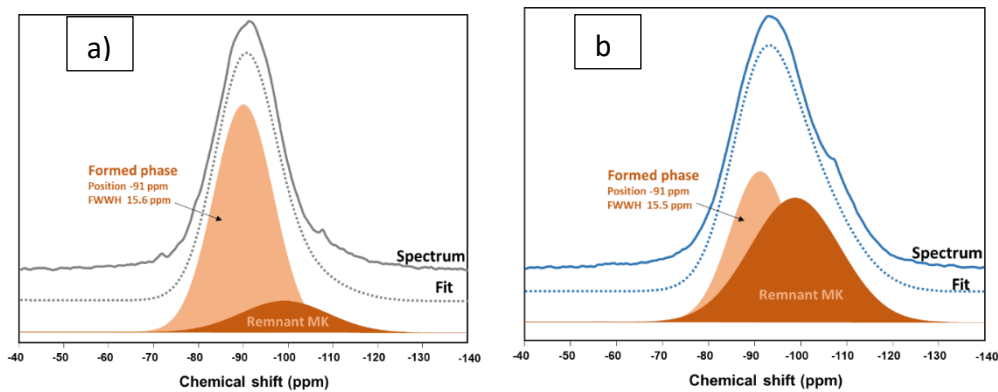 a)
Formed phase
Position -91 ppm
FWWH 15.6 ppm
Spectrum
Fit
Remnant MK
-40 -50 -60 -70 -80 -90 -100 -110 -120 -130 -140
Chemical shift (ppm)
b
Formed phase
Position -91 ppm
FWWH 15.5 ppm
Spectrum
Fit
Remnant MK
-40 -50 -60 -70 -80 -90 -100 -110 -120 -130 -140
Chemical shift (ppm)